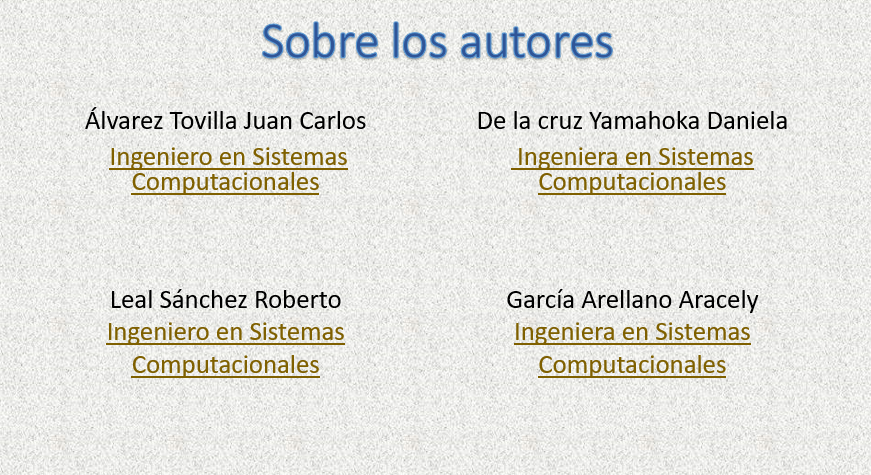 Sobre los autores
Álvarez Tovilla Juan Carlos
Ingeniero en Sistemas
Computacionales
De la cruz Yamahoka Daniela
Ingeniera en Sistemas
Computacionales
Leal Sánchez Roberto
Ingeniero en Sistemas
Computacionales
García Arellano Aracely
Ingeniera en Sistemas
Computacionales